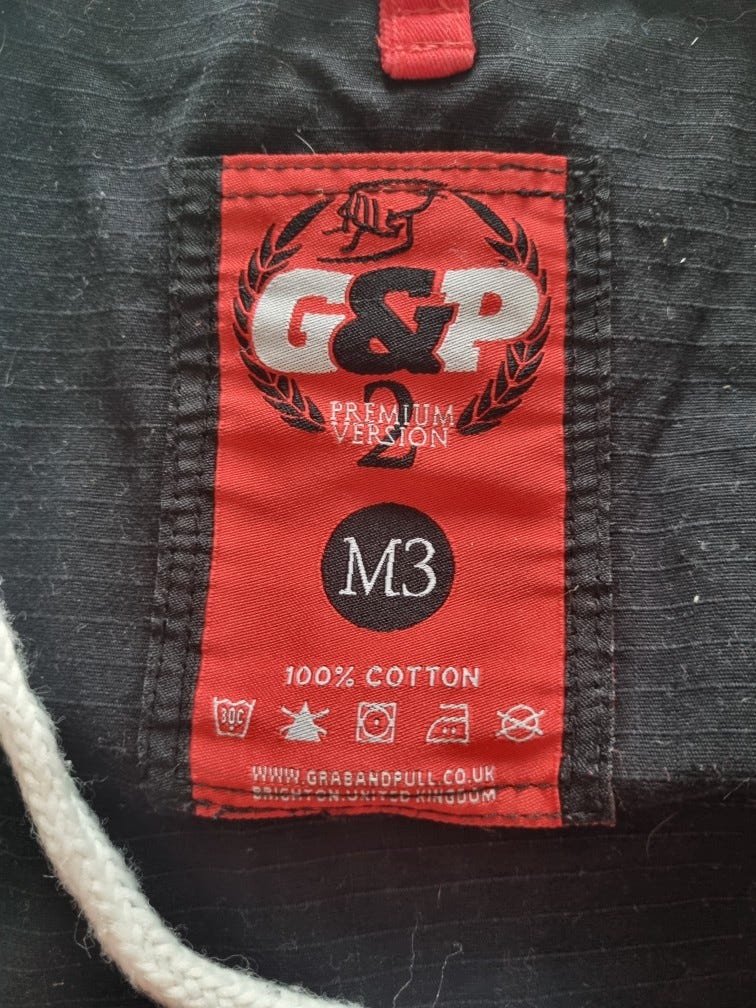 G&P
2
PREMIUM
VERSION
M3
100% COTTON
30C
WWW.GRABANDPULL.CO.UK
BRIGHTON.UNITED KINGDOM